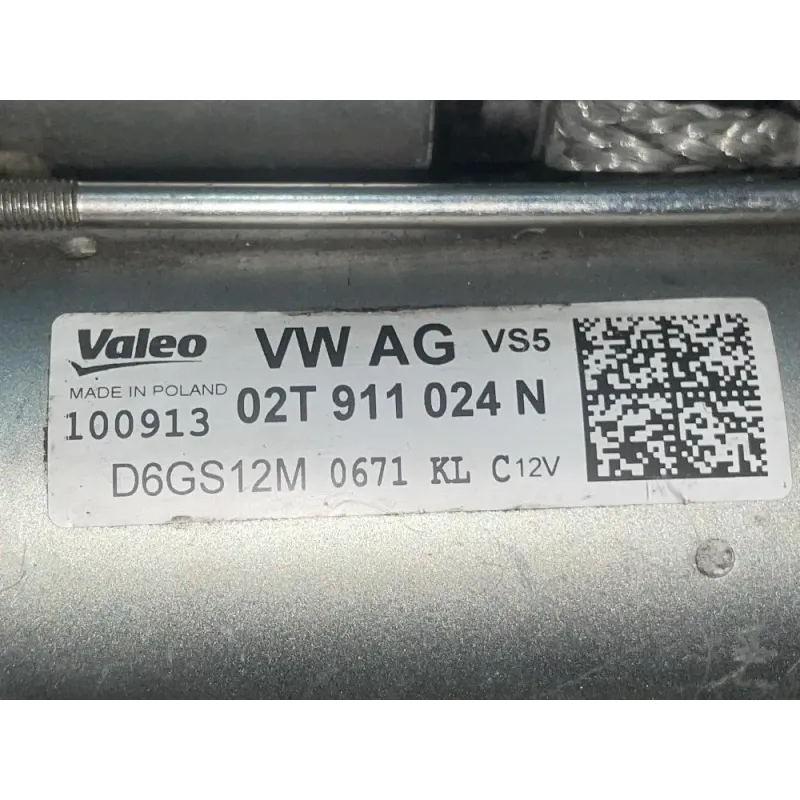 Valeo VW AG VS5
MADE IN POLAND
100913 02T 911 024 N
D6GS12M 0671 KL C12V